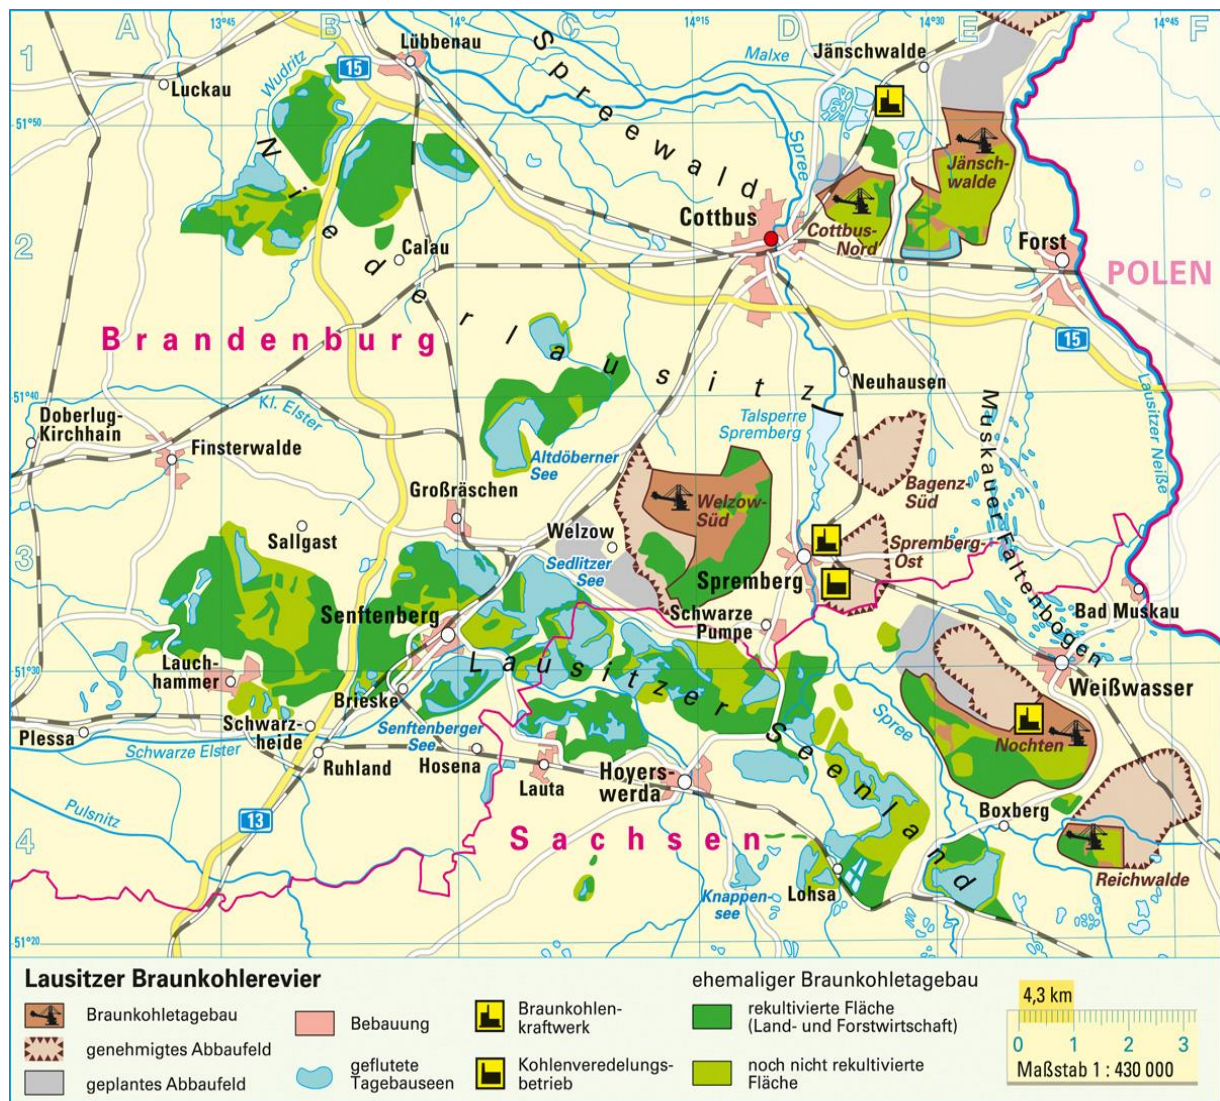 13°45'
14°
14°15'
14°30'
14°45'
A
B
C
D
E
F
1
2
3
4
51°50'
51°40'
51°30'
51°20'
Lübbenau
Luckau
Wudritz
15
Spreewald
Malxe
Jänschwalde
Spree
Jänsch-
walde
Cottbus
Cottbus-
Nord
Forst
POLEN
Calau
Niederlausitz
Brandenburg
15
Neuhausen
Talsperre
Spremberg
Lausitzer Neiße
Muskauer Faltenbogen
Doberlug-
Kirchhain
Kl. Elster
Finsterwalde
Altdöberner
See
Großräschen
Welzow-
Süd
Bagenz-
Süd
Sallgast
Welzow
Sedlitzer
See
Spremberg-
Ost
Spremberg
Senftenberg
Schwarze
Pumpe
Bad Muskau
Lauch-
hammer
Lausitzer Seenland
Weißwasser
Brieske
Schwarz-
heide
Plessa
Schwarze Elster
Senftenberger
See
Spree
Nochten
Ruhland
Hosena
Lauta
Hoyers-
werda
Pulsnitz
13
Sachsen
Boxberg
Knappen-
see
Lohsa
Reichwalde
Lausitzer Braunkohlerevier
Braunkohletagebau
genehmigtes Abbaufeld
geplantes Abbaufeld
Bebauung
geflutete
Tagebauseen
Braunkohlen-
kraftwerk
Kohlenveredelungs-
betrieb
ehemaliger Braunkohletagebau
rekultivierte Fläche
(Land- und Forstwirtschaft)
noch nicht rekultivierte
Fläche
4,3 km
0 1 2 3
Maßstab 1 : 430 000